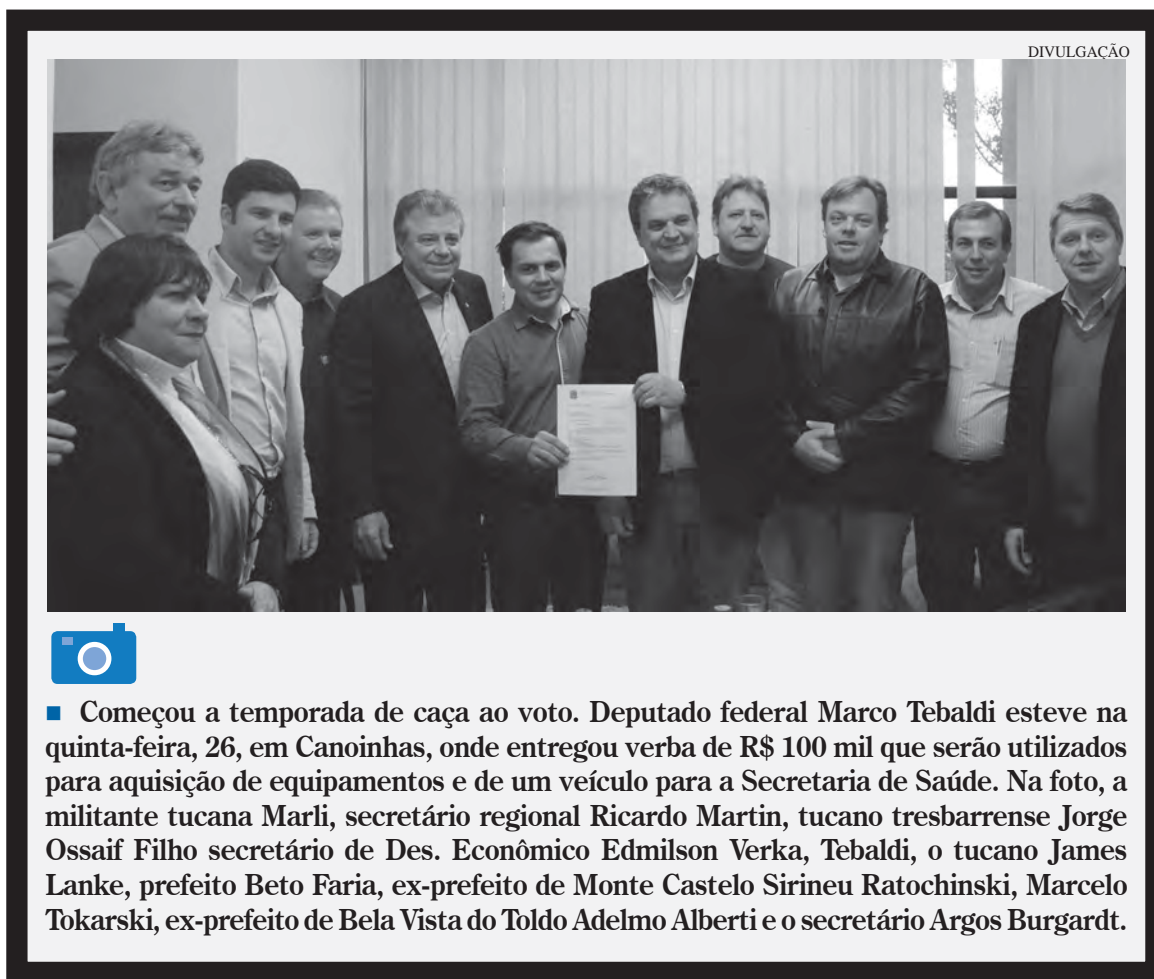 DIVULGAÇÃO
■ Começou a temporada de caça ao voto. Deputado federal Marco Tebaldi esteve na
quinta-feira, 26, em Canoinhas, onde entregou verba de R$ 100 mil que serão utilizados
para aquisição de equipamentos e de um veículo para a Secretaria de Saúde. Na foto, a
militante tucana Marli, secretário regional Ricardo Martin, tucano tresbarrense Jorge
Ossaif Filho secretário de Des. Econômico Edmilson Verka, Tebaldi, o tucano James
Lanke, prefeito Beto Faria, ex-prefeito de Monte Castelo Sirineu Ratochinski, Marcelo
Tokarski, ex-prefeito de Bela Vista do Toldo Adelmo Alberti e o secretário Argos Burgardt.